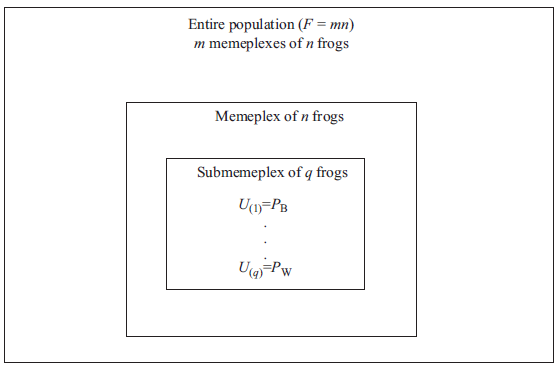 Entire population (F = mn)
m memeplexes of n frogs
Memeplex of n frogs
Submemeplex of q frogs
U(1)=PB
.
.
.
U(q)=PW